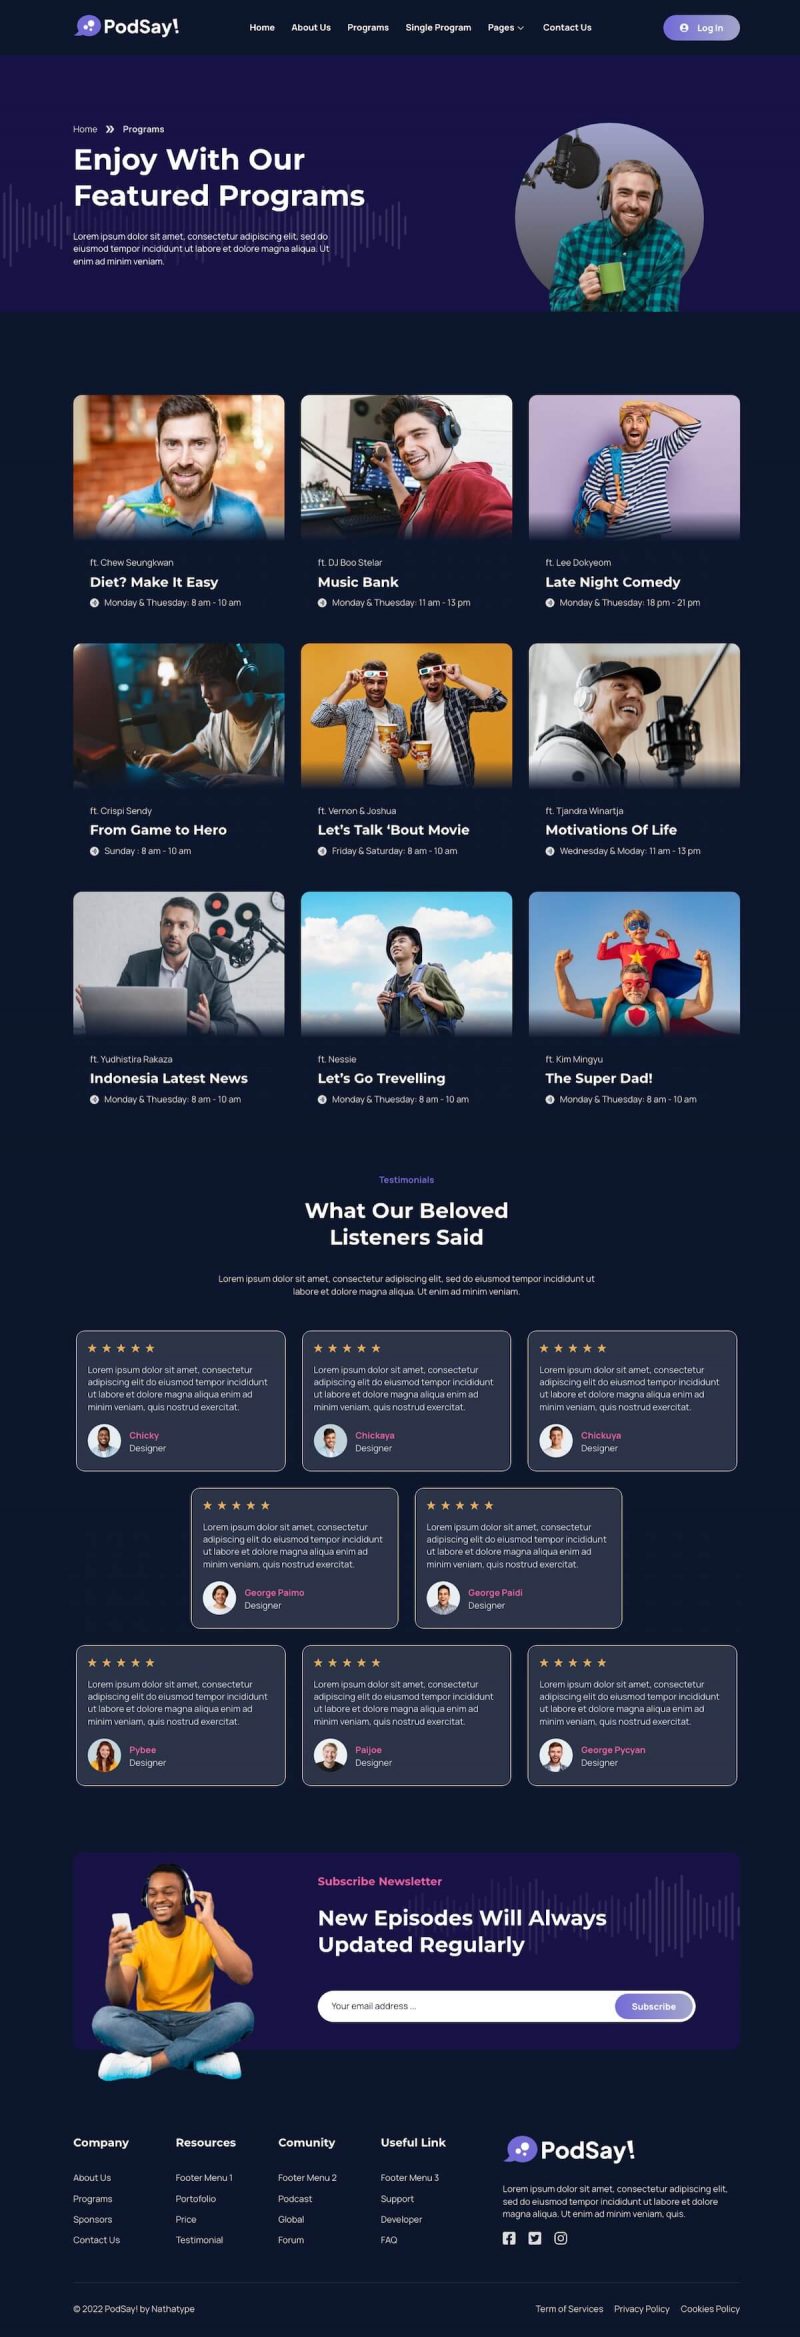 PodSay!
Home About Us Programs Single Program Pages Contact Us
Log In
Home Programs
Enjoy With Our
Featured Programs
Lorem ipsum dolor sit amet, consectetur adipiscing elit, sed do
eiusmod tempor incididunt ut labore et dolore magna aliqua. Ut
enim ad minim veniam.
ft. Chew Seungkwan
Diet? Make It Easy
Monday & Thuesday: 8 am - 10 am
ft. DJ Boo Stelar
Music Bank
Monday & Thuesday: 11 am - 13 pm
ft. Lee Dokyeom
Late Night Comedy
Monday & Thuesday: 18 pm - 21 pm
ft. Crispi Sendy
From Game to Hero
Sunday : 8 am - 10 am
ft. Vernon & Joshua
Let's Talk ‘Bout Movie
Friday & Saturday: 8 am - 10 am
ft. Tjandra Winartja
Motivations Of Life
Wednesday & Moday: 11 am - 13 pm
ft. Yudhistira Rakaza
Indonesia Latest News
Monday & Thuesday: 8 am - 10 am
ft. Nessie
Let's Go Trevelling
Monday & Thuesday: 8 am - 10 am
ft. Kim Mingyu
The Super Dad!
Monday & Thuesday: 8 am - 10 am
Testimonials
What Our Beloved
Listeners Said
Lorem ipsum dolor sit amet, consectetur adipiscing elit, sed do eiusmod tempor incididunt ut
labore et dolore magna aliqua. Ut enim ad minim veniam.
Lorem ipsum dolor sit amet, consectetur
adipiscing elit do eiusmod tempor incididunt
ut labore et dolore magna aliqua enim ad
minim veniam, quis nostrud exercitat.
Chicky
Designer
Lorem ipsum dolor sit amet, consectetur
adipiscing elit do eiusmod tempor incididunt
ut labore et dolore magna aliqua enim ad
minim veniam, quis nostrud exercitat.
Chickaya
Designer
Lorem ipsum dolor sit amet, consectetur
adipiscing elit do eiusmod tempor incididunt
ut labore et dolore magna aliqua enim ad
minim veniam, quis nostrud exercitat.
Chickuya
Designer
Lorem ipsum dolor sit amet, consectetur
adipiscing elit do eiusmod tempor incididunt
ut labore et dolore magna aliqua enim ad
minim veniam, quis nostrud exercitat.
George Paimo
Designer
Lorem ipsum dolor sit amet, consectetur
adipiscing elit do eiusmod tempor incididunt
ut labore et dolore magna aliqua enim ad
minim veniam, quis nostrud exercitat.
George Paidi
Designer
Lorem ipsum dolor sit amet, consectetur
adipiscing elit do eiusmod tempor incididunt
ut labore et dolore magna aliqua enim ad
minim veniam, quis nostrud exercitat.
Pybee
Designer
Lorem ipsum dolor sit amet, consectetur
adipiscing elit do eiusmod tempor incididunt
ut labore et dolore magna aliqua enim ad
minim veniam, quis nostrud exercitat.
Paijoe
Designer
Lorem ipsum dolor sit amet, consectetur
adipiscing elit do eiusmod tempor incididunt
ut labore et dolore magna aliqua enim ad
minim veniam, quis nostrud exercitat.
George Pycyan
Designer
Subscribe Newsletter
New Episodes Will Always
Updated Regularly
Your email address ...
Subscribe
Company
About Us
Programs
Sponsors
Contact Us
Resources
Footer Menu 1
Portofolio
Price
Testimonial
Comunity
Footer Menu 2
Podcast
Global
Forum
Useful Link
Footer Menu 3
Support
Developer
FAQ
PodSay!
Lorem ipsum dolor sit amet, consectetur adipiscing elit,
sed do eiusmod tempor incididunt ut labore et dolore
magna aliqua. Ut enim ad minim veniam, quis.
© 2022 PodSay! by Nathatype
Term of Services Privacy Policy Cookies Policy